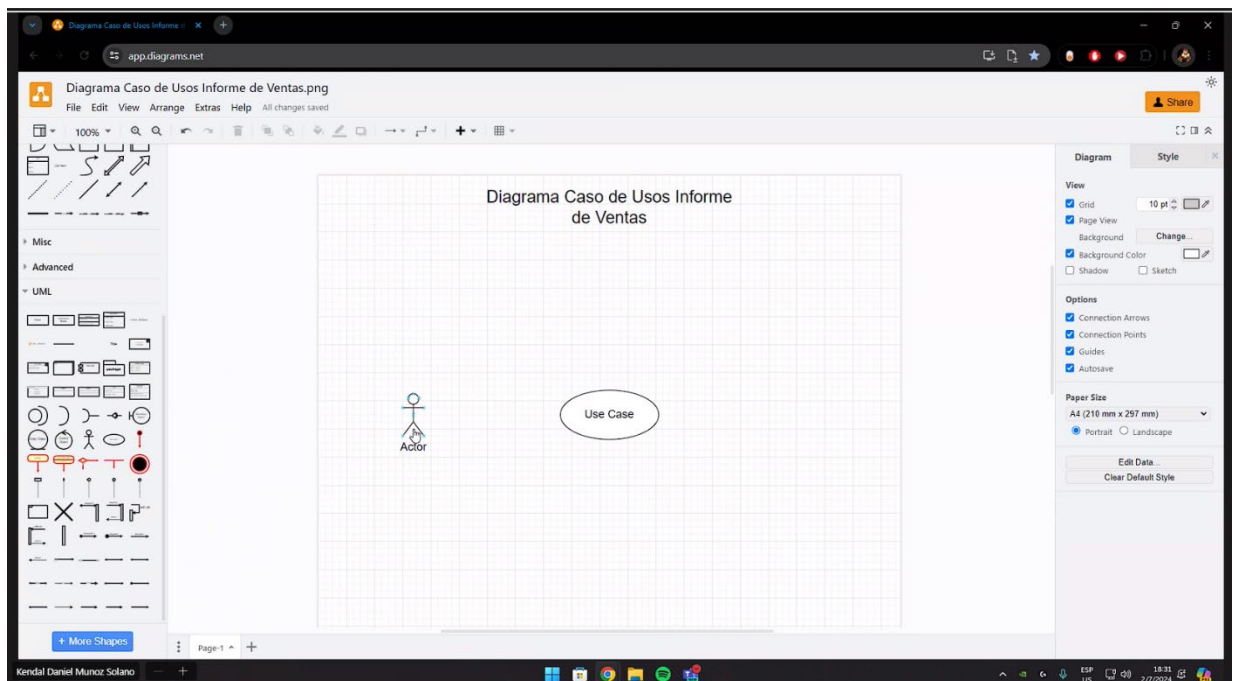 Diagrama Caso de Usos Informe d
app.diagrams.net
Diagrama Caso de Usos Informe de Ventas.png
File Edit View Arrange Extras Help All changes saved
Share
100%
Diagram Style
View
Grid 10 pt
Page View
Background Change...
Background Color
Shadow Sketch
Options
Connection Arrows
Connection Points
Guides
Autosave
Paper Size
A4 (210 mm x 297 mm)
Portrait Landscape
Edit Data...
Clear Default Style
Misc
Advanced
UML
Diagrama Caso de Usos Informe
de Ventas
Use Case
Actor
+ More Shapes
Page-1
Kendal Daniel Munoz Solano
ESP
US
18:31
2/7/2024